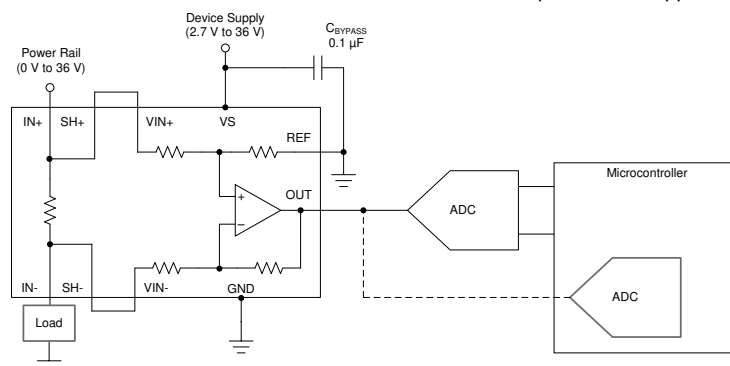 Device Supply
(2.7 V to 36 V)
CBYPASS
0.1 µF
Power Rail
(0 V to 36 V)
IN+ SH+ VIN+ VS
REF
OUT
+
−
IN- SH- VIN- GND
Load
ADC
Microcontroller
ADC